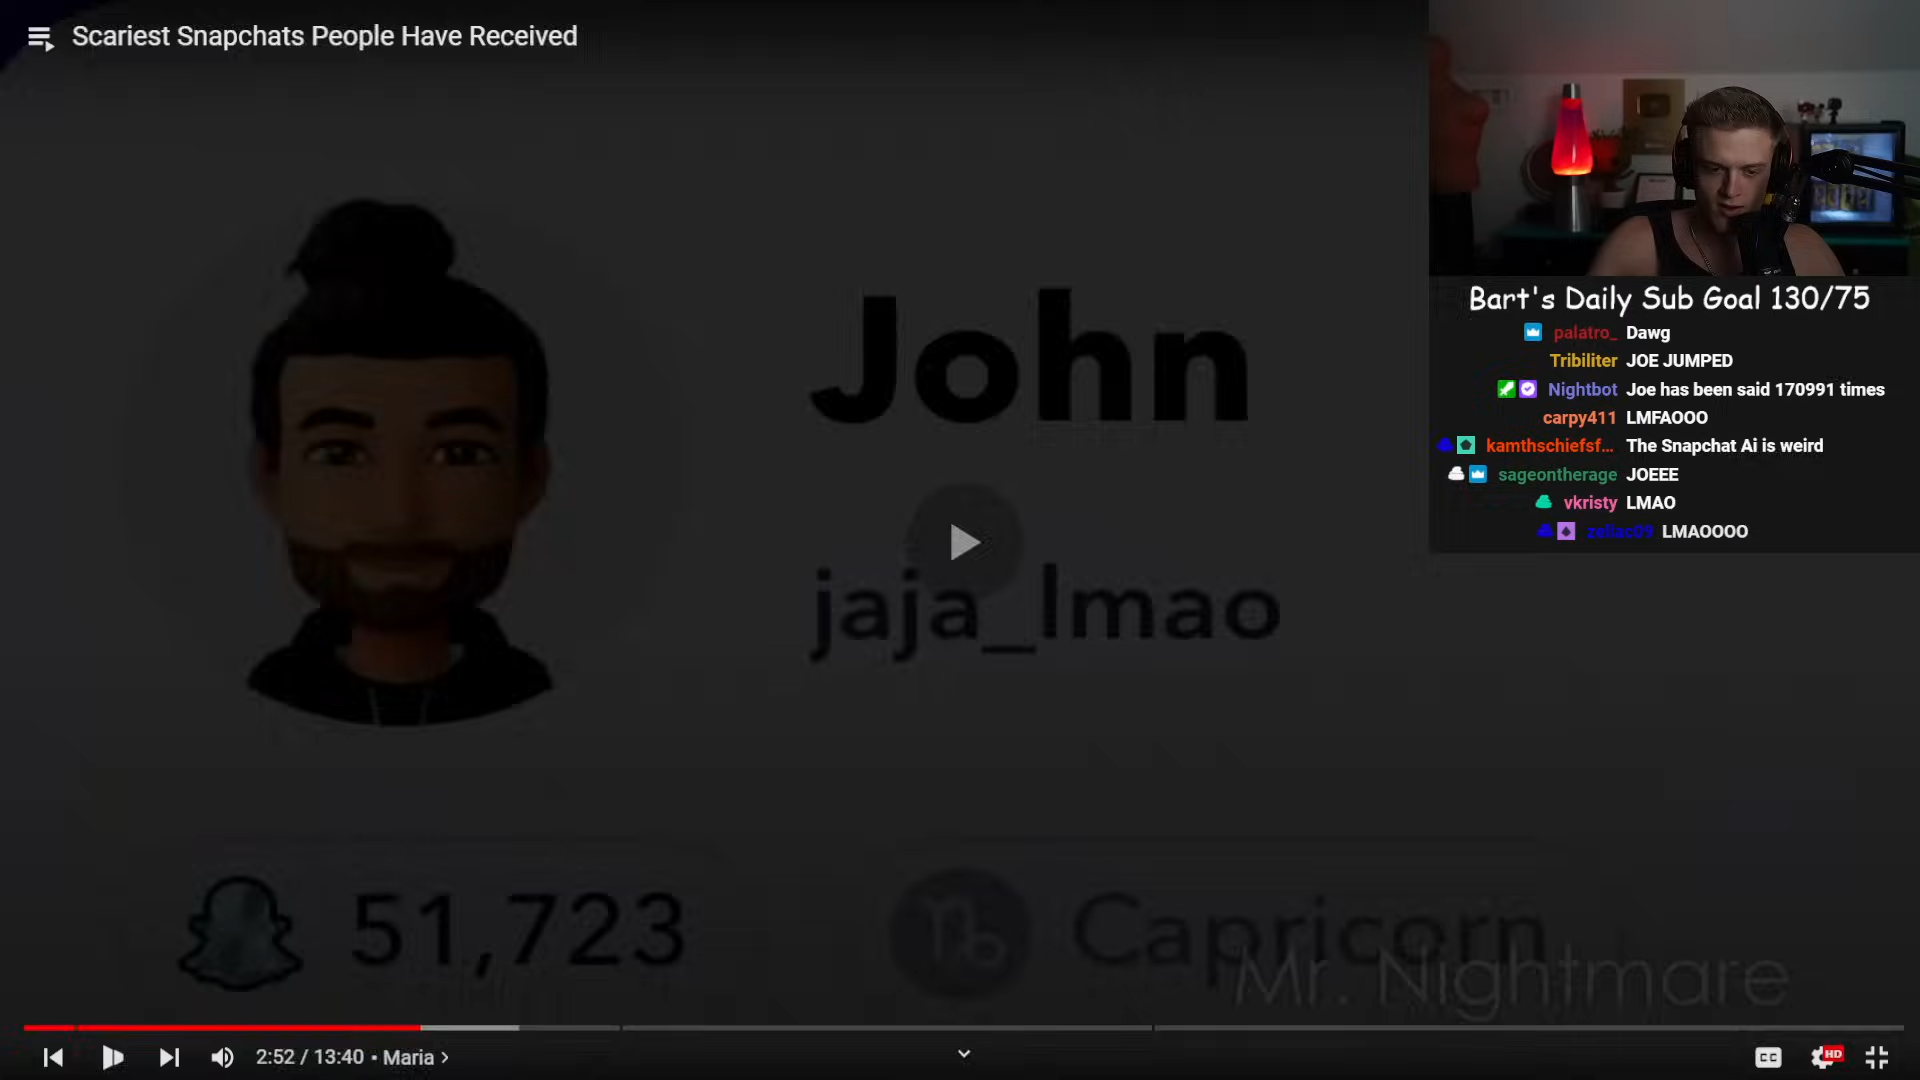 Scariest Snapchats People Have Received
John
jaja_lmao
51,723
Capricorn
Mr. Nightmare
2:52 / 13:40 • Maria >
CC
HD
Bart's Daily Sub Goal 130/75
palatro_ Dawg
Tribiliter JOE JUMPED
Nightbot Joe has been said 170991 times
carpy411 LMFAOOO
kamthschiefsf... The Snapchat Ai is weird
sageontherage JOEEE
vkristy LMAO
zellac09 LMAOOOO